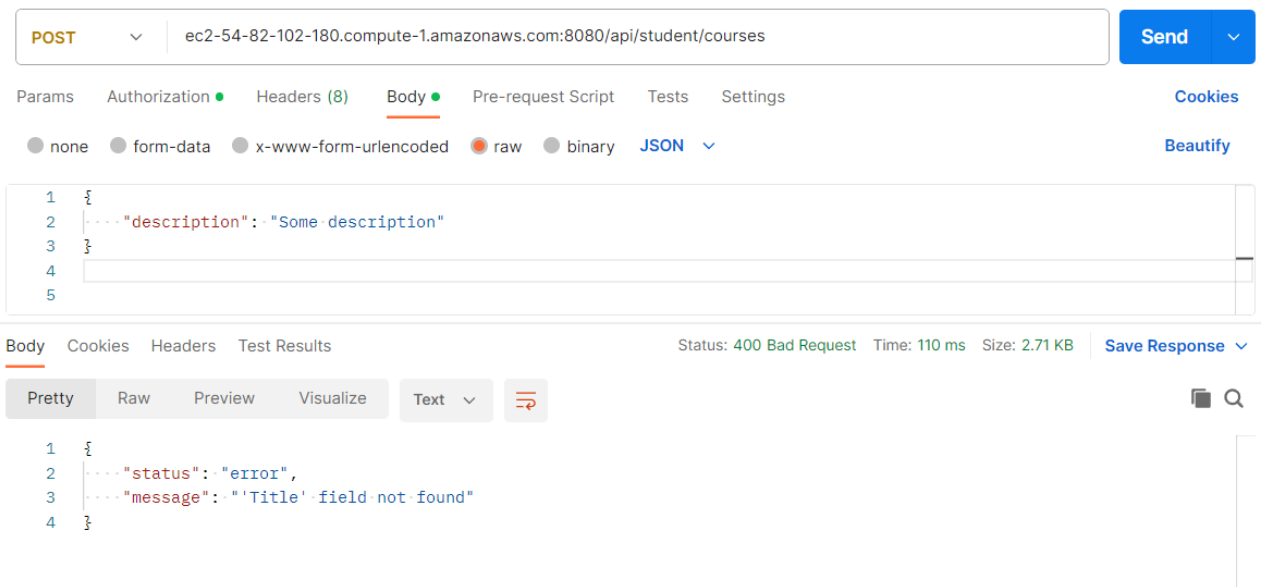 POST ec2-54-82-102-180.compute-1.amazonaws.com:8080/api/student/courses Send
Params Authorization Headers (8) Body Pre-request Script Tests Settings Cookies
none form-data x-www-form-urlencoded raw binary JSON Beautify
1 {
2 "description": "Some description"
3 }
4
5
Body Cookies Headers Test Results Status: 400 Bad Request Time: 110 ms Size: 2.71 KB Save Response
Pretty Raw Preview Visualize Text
1 {
2 "status": "error",
3 "message": "'Title' field not found"
4 }